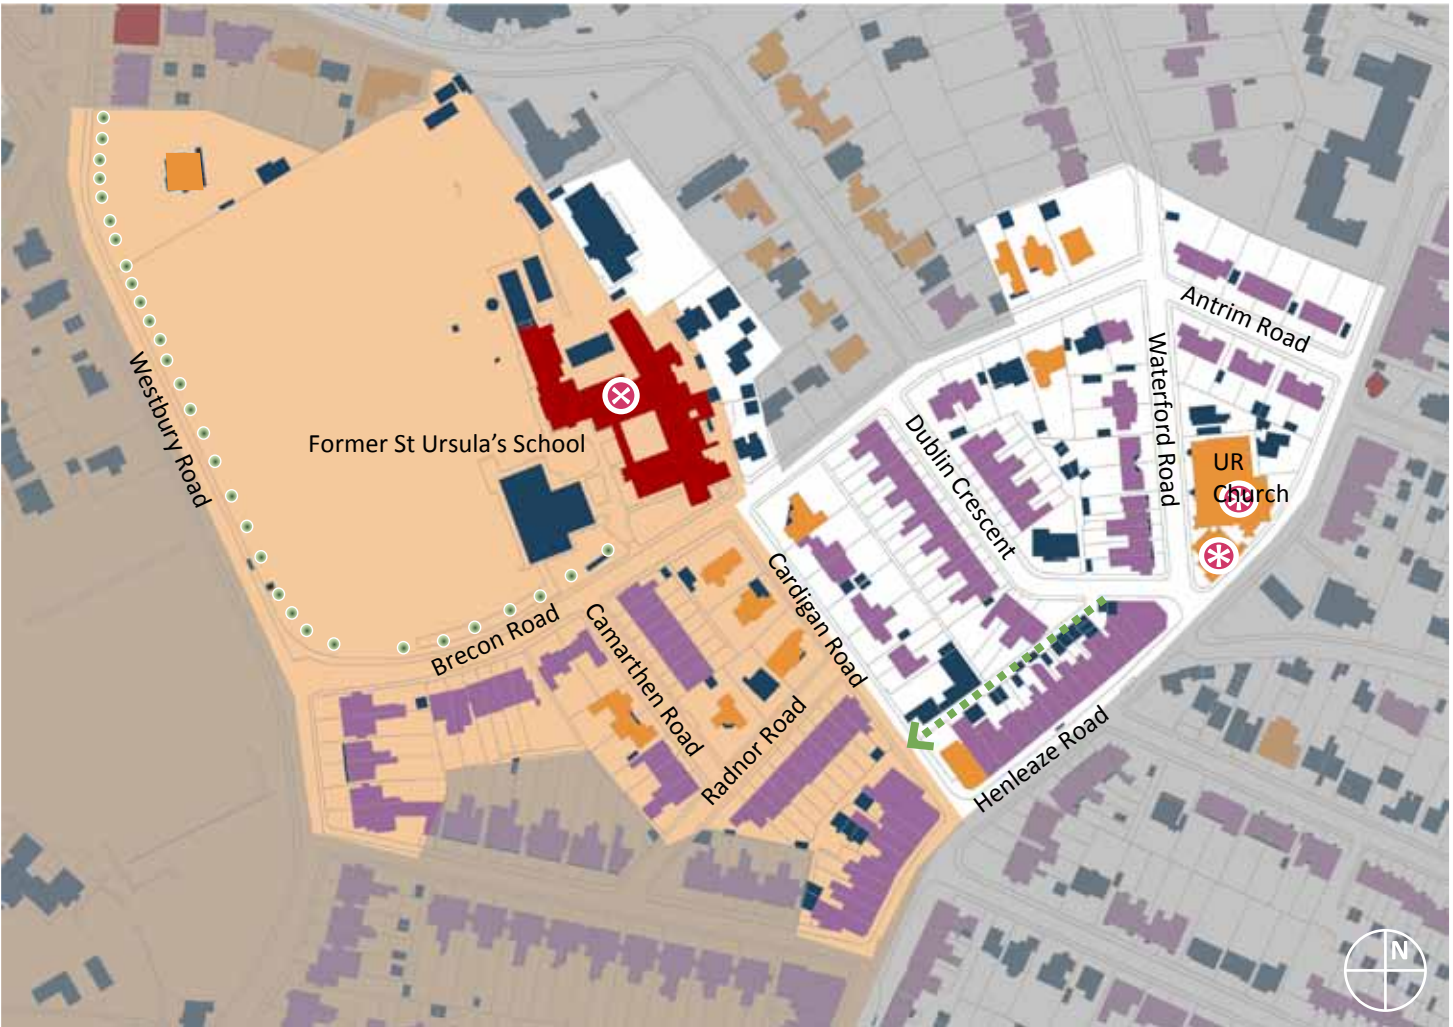 Antrim Road
Waterford Road
Westbury Road
Dublin Crescent
Former St Ursula's School
UR
Church
Cardigan Road
Brecon Road
Camarthen Road
Radnor Road
Henleaze Road
N